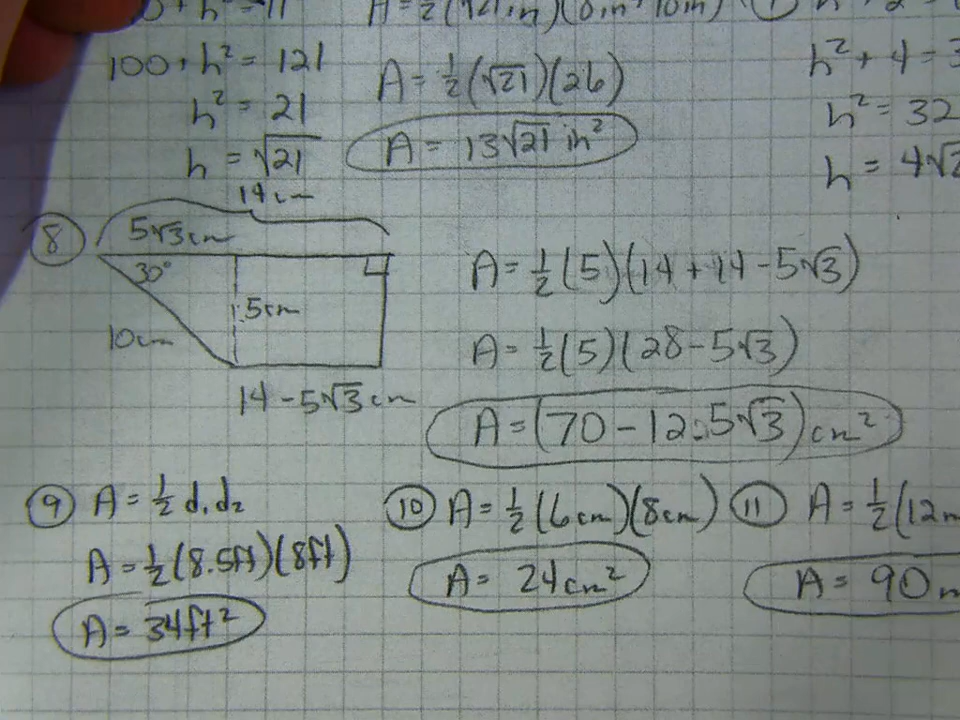 100 + h² = 121
h² = 21
h = √21
A = ½(√21)(26)
A = 13√21 in²
h² + 4 =
h² = 32
h = 4√2
8
14 cm
5√3 cm
30°
5cm
10cm
14 - 5√3 cm
A = ½(5)(14 + 14 - 5√3)
A = ½(5)(28 - 5√3)
A = (70 - 12.5√3) cm²
9 A = ½ d₁d₂
A = ½(8.5ft)(8ft)
A = 34ft²
10 A = ½(6cm)(8cm)
A = 24cm²
11 A = ½(12m
A = 90 m